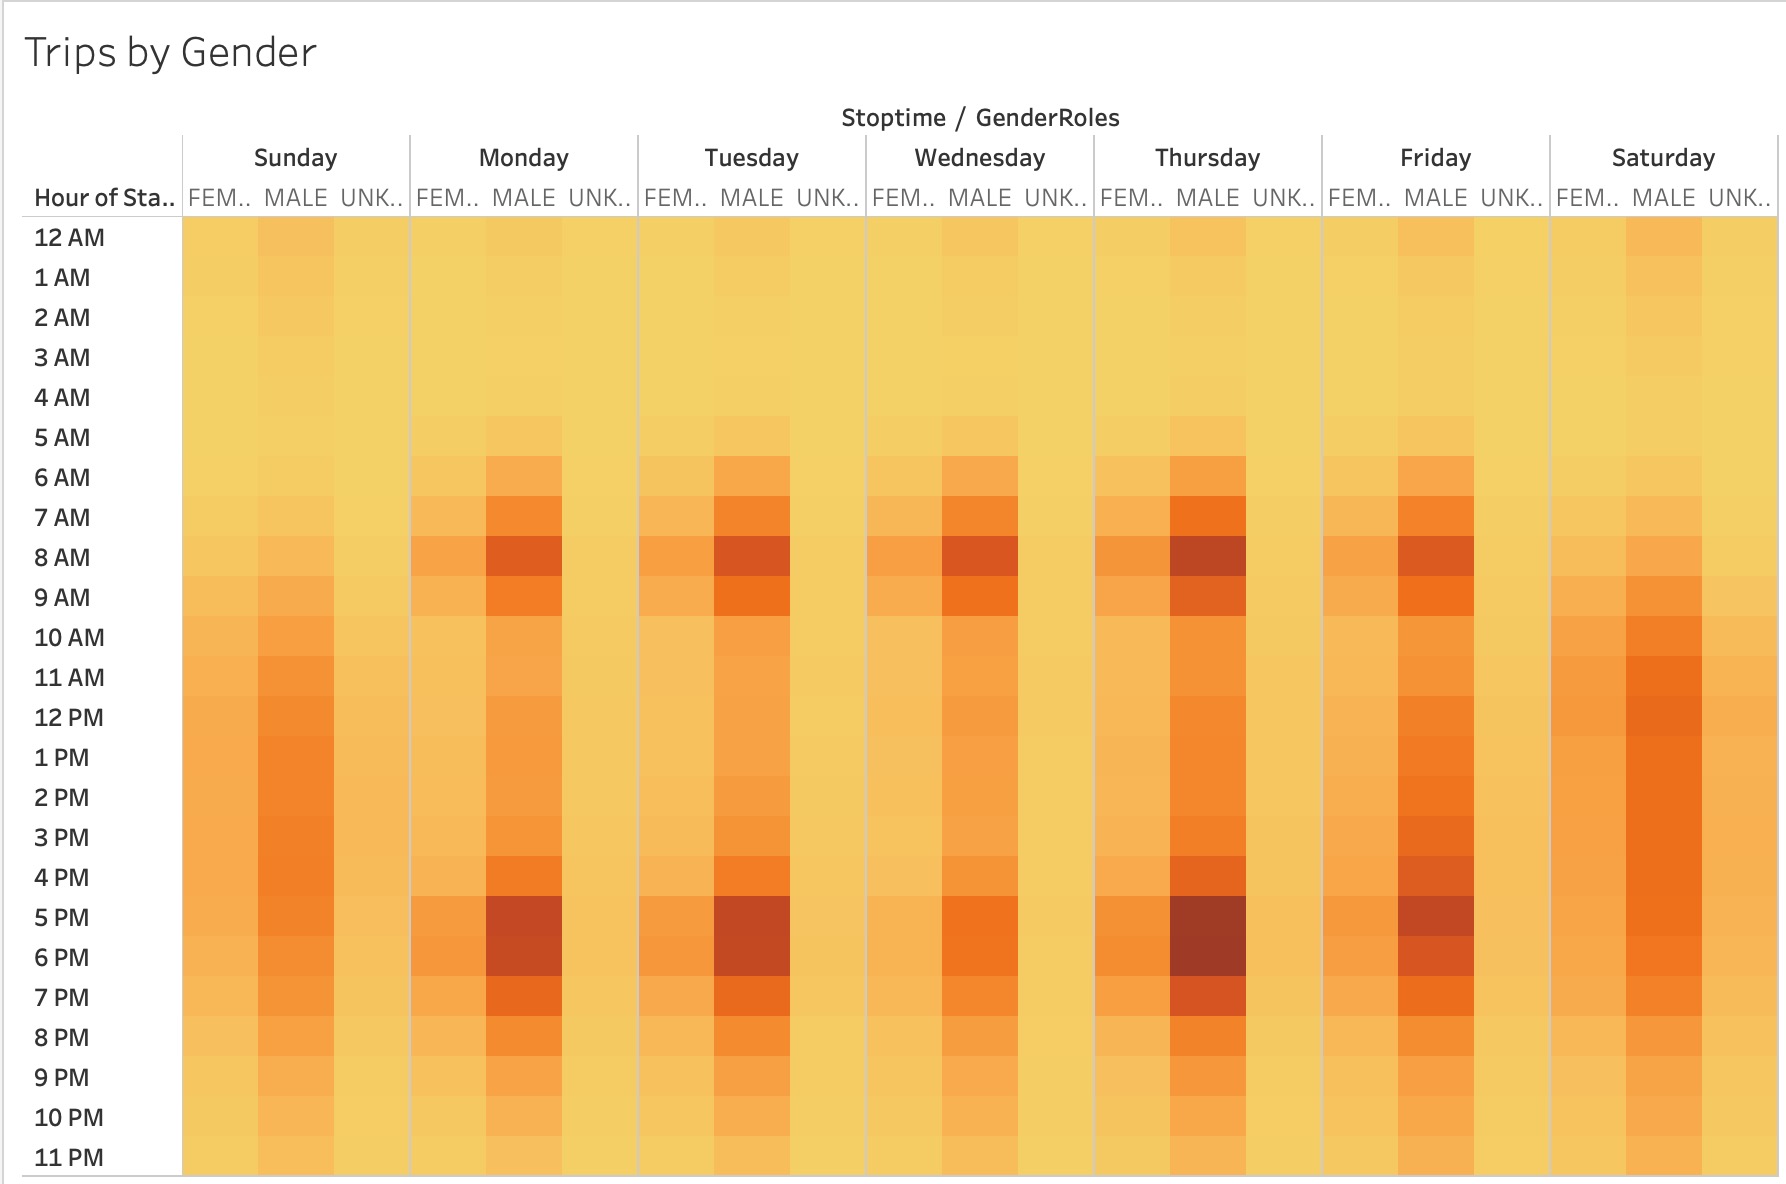 Trips by Gender
Stoptime / GenderRoles
Sunday Monday Tuesday Wednesday Thursday Friday Saturday
Hour of Sta.. FEM.. MALE UNK.. FEM.. MALE UNK.. FEM.. MALE UNK.. FEM.. MALE UNK.. FEM.. MALE UNK.. FEM.. MALE UNK.. FEM.. MALE UNK..
12 AM
1 AM
2 AM
3 AM
4 AM
5 AM
6 AM
7 AM
8 AM
9 AM
10 AM
11 AM
12 PM
1 PM
2 PM
3 PM
4 PM
5 PM
6 PM
7 PM
8 PM
9 PM
10 PM
11 PM